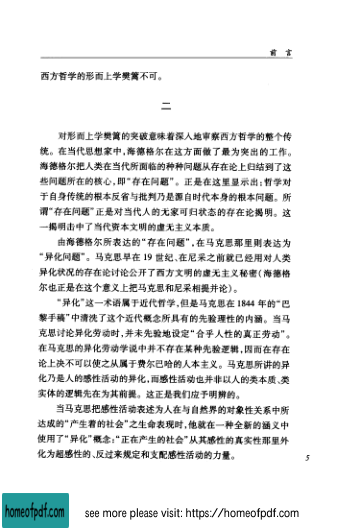 前 言
西方哲学的形而上学樊篱不可。
二
对形而上学樊篱的突破意味着深入地审察西方哲学的整个传
统。在当代思想家中,海德格尔在这方面做了最为突出的工作。
海德格尔把人类在当代所面临的种种问题从存在论上归结到了这
些问题所在的核心,即“存在问题”。正是在这里显示出:哲学对
于自身传统的根本反省与批判乃是源自时代本身的根本问题。所
谓“存在问题”正是对当代人的无家可归状态的存在论揭明。这
一揭明击中了当代资本文明的虚无主义本质。
由海德格尔所表达的“存在问题”,在马克思那里则表达为
“异化问题”。马克思早在 19 世纪、在尼采之前就已经用对人类
异化状况的存在论讨论公开了西方文明的虚无主义秘密(海德格
尔也正是在这个意义上把马克思和尼采相提并论)。
“异化”这一术语属于近代哲学,但是马克思在 1844 年的“巴
黎手稿”中清洗了这个近代概念所具有的先验理性的内涵。当马
克思讨论异化劳动时,并未先验地设定“合乎人性的真正劳动”。
在马克思的异化劳动学说中并不存在某种先验逻辑,因而在存在
论上决不可以使之从属于费尔巴哈的人本主义。马克思所讲的异
化乃是人的感性活动的异化,而感性活动也并非以人的类本质、类
实体的逻辑先在为其前提。这正是我们应予明辨的。
当马克思把感性活动表述为人在与自然界的对象性关系中所
达成的“产生着的社会”之生命表现时,他就在一种全新的涵义中
使用了“异化”概念:“正在产生的社会”从其感性的真实性那里外
化为超感性的、反过来规定和支配感性活动的力量。
5
homeofpdf.com
see more please visit: https://homeofpdf.com